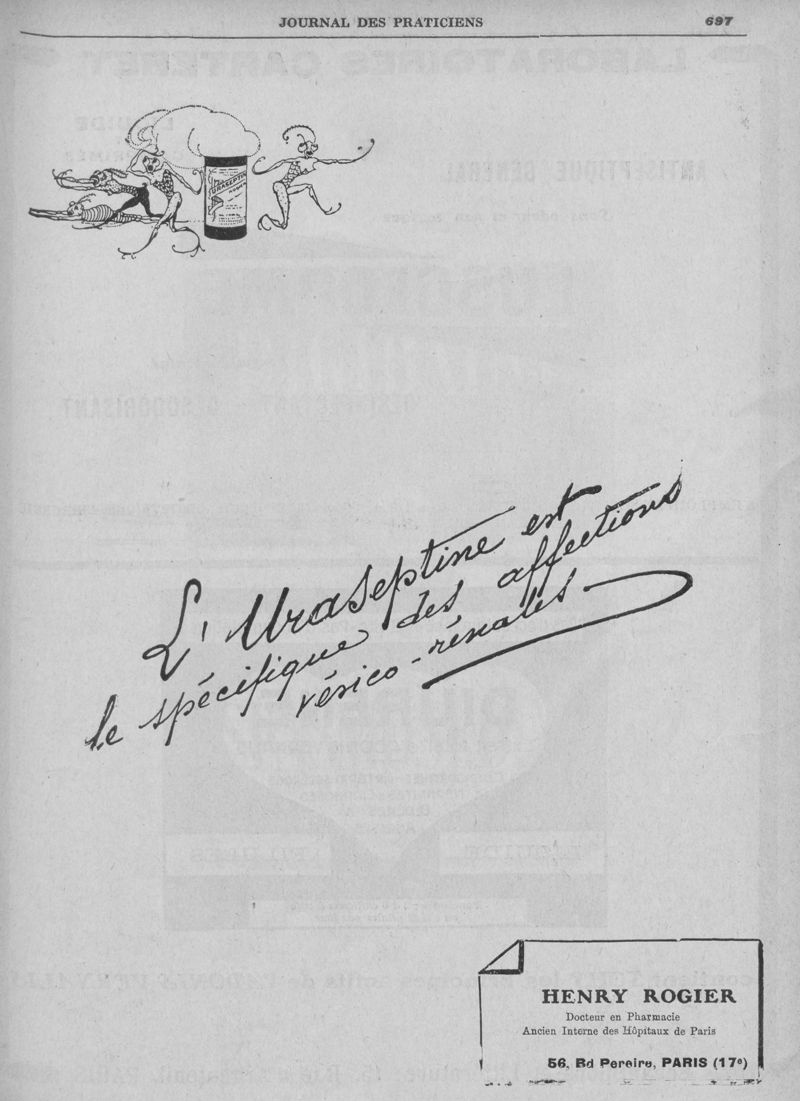 JOURNAL DES PRATICIENS 697
URASEPTINE
L'Uraseptine est
le spécifique des affections
vésico-rénales
HENRY ROGIER
Docteur en Pharmacie
Ancien Interne des Hôpitaux de Paris
56, Bd Pereire, PARIS (17e)